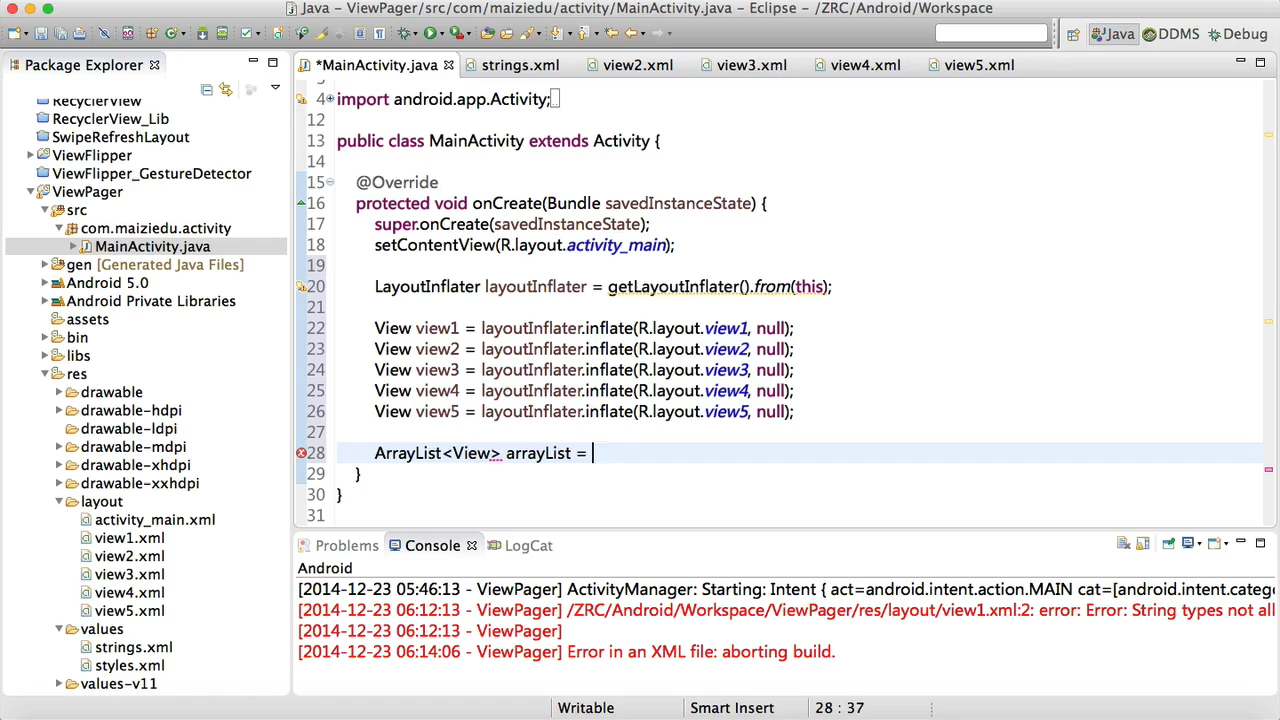 Java – ViewPager/src/com/maiziedu/activity/MainActivity.java – Eclipse – /ZRC/Android/Workspace
Java
DDMS
Debug
Package Explorer
RecyclerView
RecyclerView_Lib
SwipeRefreshLayout
ViewFlipper
ViewFlipper_GestureDetector
ViewPager
src
com.maiziedu.activity
MainActivity.java
gen [Generated Java Files]
Android 5.0
Android Private Libraries
assets
bin
libs
res
drawable
drawable-hdpi
drawable-ldpi
drawable-mdpi
drawable-xhdpi
drawable-xxhdpi
layout
activity_main.xml
view1.xml
view2.xml
view3.xml
view4.xml
view5.xml
values
strings.xml
styles.xml
values-v11
*MainActivity.java
strings.xml
view2.xml
view3.xml
view4.xml
view5.xml
4 import android.app.Activity;
12
13 public class MainActivity extends Activity {
14
15 @Override
16 protected void onCreate(Bundle savedInstanceState) {
17 super.onCreate(savedInstanceState);
18 setContentView(R.layout.activity_main);
19
20 LayoutInflater layoutInflater = getLayoutInflater().from(this);
21
22 View view1 = layoutInflater.inflate(R.layout.view1, null);
23 View view2 = layoutInflater.inflate(R.layout.view2, null);
24 View view3 = layoutInflater.inflate(R.layout.view3, null);
25 View view4 = layoutInflater.inflate(R.layout.view4, null);
26 View view5 = layoutInflater.inflate(R.layout.view5, null);
27
28 ArrayList<View> arrayList =
29 }
30 }
31
Problems
Console
LogCat
Android
[2014-12-23 05:46:13 - ViewPager] ActivityManager: Starting: Intent { act=android.intent.action.MAIN cat=[android.intent.catego
[2014-12-23 06:12:13 - ViewPager] /ZRC/Android/Workspace/ViewPager/res/layout/view1.xml:2: error: Error: String types not all
[2014-12-23 06:12:13 - ViewPager]
[2014-12-23 06:14:06 - ViewPager] Error in an XML file: aborting build.
Writable
Smart Insert
28 : 37